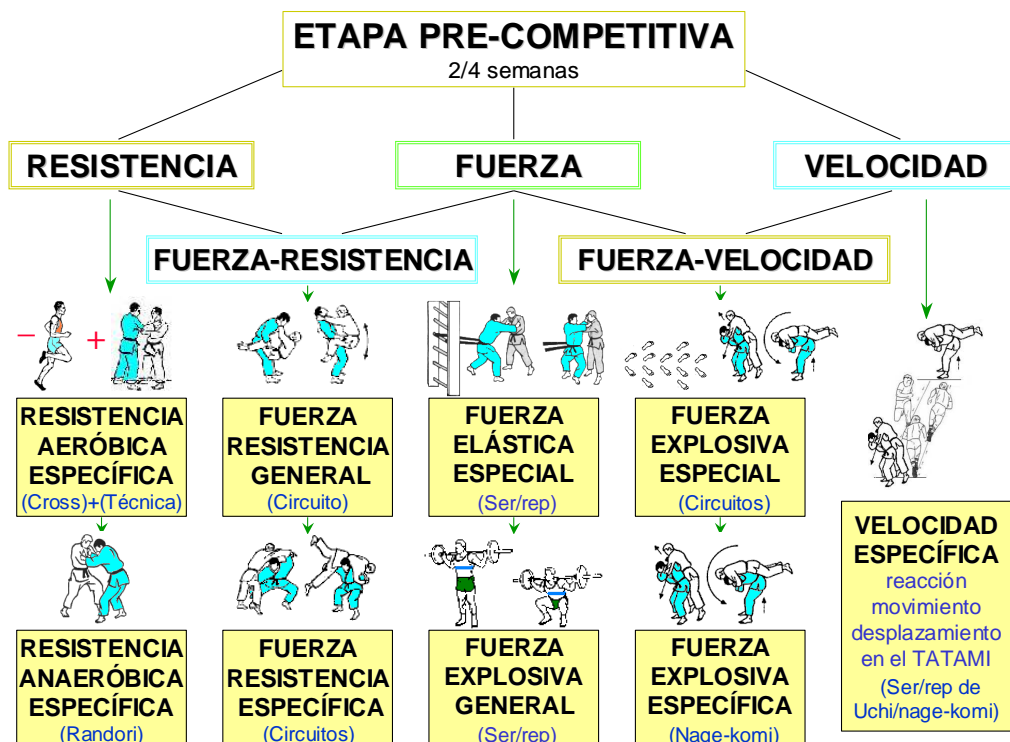 ETAPA PRE-COMPETITIVA
2/4 semanas
RESISTENCIA
FUERZA
VELOCIDAD
FUERZA-RESISTENCIA
FUERZA-VELOCIDAD
– +
RESISTENCIA
AERÓBICA
ESPECÍFICA
(Cross)+(Técnica)
FUERZA
RESISTENCIA
GENERAL
(Circuito)
FUERZA
ELÁSTICA
ESPECIAL
(Ser/rep)
FUERZA
EXPLOSIVA
ESPECIAL
(Circuitos)
VELOCIDAD
ESPECÍFICA
reacción
movimiento
desplazamiento
en el TATAMI
(Ser/rep de
Uchi/nage-komi)
RESISTENCIA
ANAERÓBICA
ESPECÍFICA
(Randori)
FUERZA
RESISTENCIA
ESPECÍFICA
(Circuitos)
FUERZA
EXPLOSIVA
GENERAL
(Ser/rep)
FUERZA
EXPLOSIVA
ESPECÍFICA
(Nage-komi)